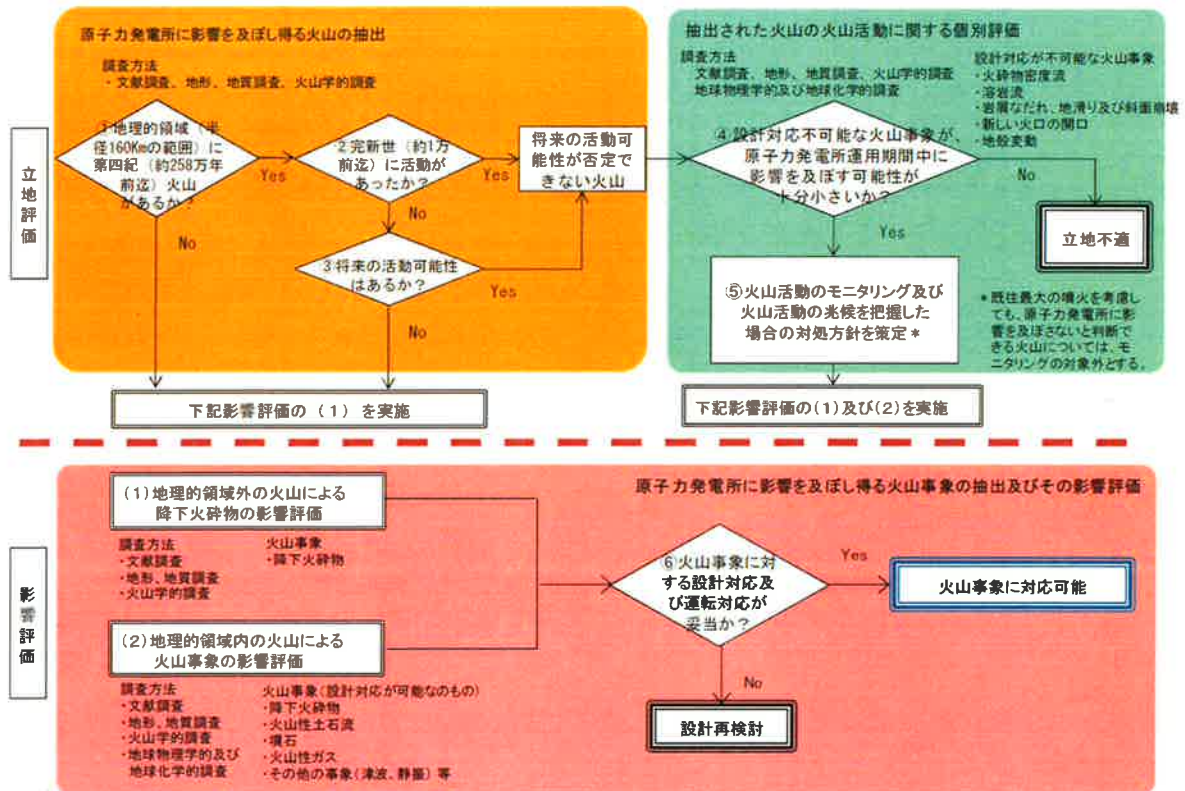 原子力発電所に影響を及ぼし得る火山の抽出
調査方法
・文献調査、地形、地質調査、火山学的調査
立地評価
①地理的領域（半
径160Kmの範囲）に
第四紀（約258万年
前迄）火山
があるか？
Yes
No
②完新世（約1万
前迄）に活動が
あったか？
Yes
No
3.将来の活動可能性
はあるか？
Yes
No
将来の活動可
能性が否定で
きない火山
下記影響評価の（1）を実施
抽出された火山の火山活動に関する個別評価
調査方法
文献調査、地形、地質調査、火山学的調査
地球物理学的及び地球化学的調査
設計対応が不可能な火山事象
・火砕物密度流
・溶岩流
・岩屑なだれ、地滑り及び斜面崩壊
・新しい火口の開口
・地殻変動
④設計対応不可能な火山事象が、
原子力発電所運用期間中に
影響を及ぼす可能性が
十分小さいか？
No
Yes
立地不適
⑤火山活動のモニタリング及び
火山活動の兆候を把握した
場合の対処方針を策定＊
＊既往最大の噴火を考慮し
ても、原子力発電所に影
響を及ぼさないと判断で
きる火山については、モ
ニタリングの対象外とする。
下記影響評価の(1)及び(2)を実施
影響評価
原子力発電所に影響を及ぼし得る火山事象の抽出及びその影響評価
(1)地理的領域外の火山による
降下火砕物の影響評価
調査方法
・文献調査
・地形、地質調査
・火山学的調査
火山事象
・降下火砕物
(2)地理的領域内の火山による
火山事象の影響評価
調査方法
・文献調査
・地形、地質調査
・火山学的調査
・地球物理学的及び
地球化学的調査
火山事象(設計対応が可能なのもの)
・降下火砕物
・火山性土石流
・噴石
・火山性ガス
・その他の事象(津波、静振)等
⑥火山事象に対
する設計対応及
び運転対応が
妥当か？
Yes
No
火山事象に対応可能
設計再検討